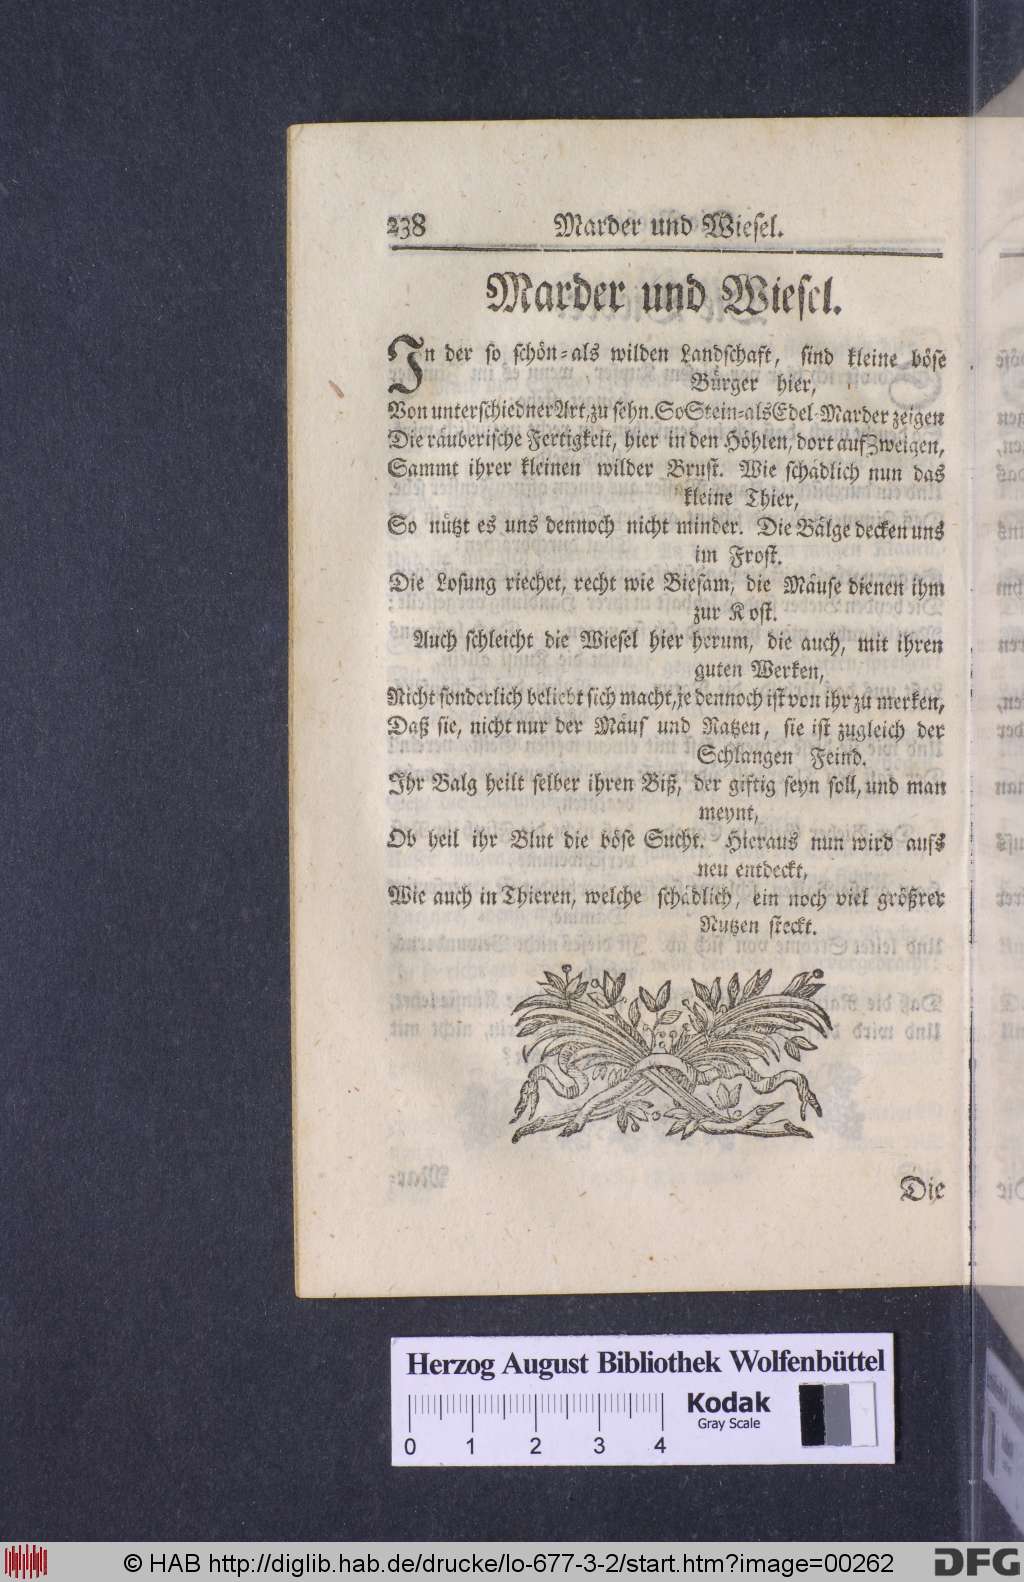 238 Marder und Wiesel.
Marder und Wiesel.
In der so schön-als wilden Landschaft, sind kleine böse
Bürger hier,
Von unterschiedner Art, zu sehn. So Stein-als Edel-Marder zeigen
Die räuberische Fertigkeit, hier in den Höhlen, dort auf Zweigen,
Sammt ihrer kleinen wilder Brust. Wie schädlich nun das
kleine Thier,
So nützt es uns dennoch nicht minder. Die Bälge decken uns
im Frost.
Die Losung riechet, recht wie Biesam, die Mäuse dienen ihm
zur Kost.
Auch schleicht die Wiesel hier herum, die auch, mit ihren
guten Werken,
Nicht sonderlich beliebt sich macht, je dennoch ist von ihr zu merken,
Daß sie, nicht nur der Mäus und Ratzen, sie ist zugleich der
Schlangen Feind.
Ihr Balg heilt selber ihren Biß, der giftig seyn soll, und man
meynt,
Ob heil ihr Blut die böse Sucht. Hieraus nun wird aufs
neu entdeckt,
Wie auch in Thieren, welche schädlich, ein noch viel größrer
Nutzen steckt.
Die
Herzog August Bibliothek Wolfenbüttel
Kodak
Gray Scale
0 1 2 3 4
© HAB http://diglib.hab.de/drucke/lo-677-3-2/start.htm?image=00262
DFG